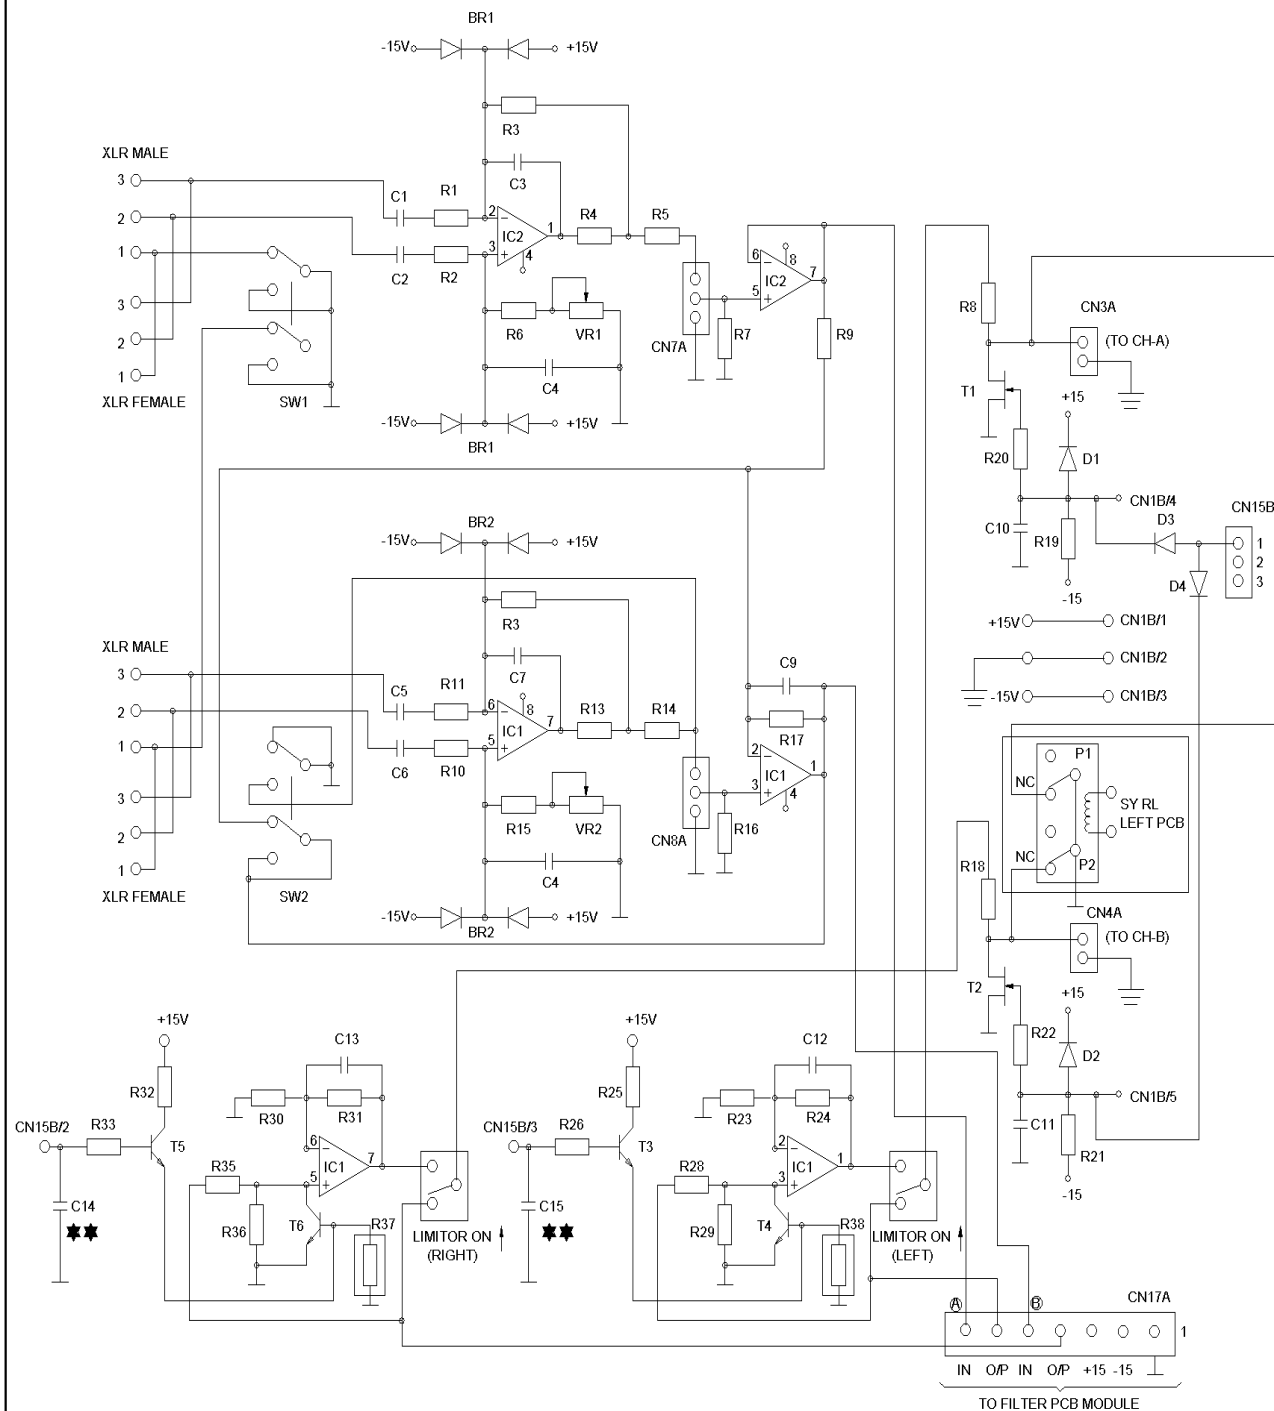 BR1
-15V +15V
R3
C3
XLR MALE
3
2
1
3
2
1
XLR FEMALE
C1 R1
C2 R2
2
3
1
4
IC2
R4 R5
R6 VR1
C4
SW1
-15V +15V
BR1
CN7A
R7
6
5
8
7
IC2
R9
R8
CN3A
(TO CH-A)
T1
+15
R20
D1
CN1B/4
C10
R19
-15
D3
D4
CN15B
1
2
3
+15V CN1B/1
CN1B/2
-15V CN1B/3
BR2
-15V +15V
R3
C7
XLR MALE
3
2
1
3
2
1
XLR FEMALE
C5 R11
C6 R10
6
5
8
7
IC1
R13 R14
R15 VR2
C4
SW2
-15V +15V
BR2
CN8A
R16
C9
R17
2
3
1
4
IC1
P1
NC
NC
P2
SY RL
LEFT PCB
R18
CN4A
(TO CH-B)
T2
+15
R22
D2
CN1B/5
C11
R21
-15
+15V
R32
CN15B/2
R33
T5
C14
C13
R30 R31
6
5
7
IC1
R35
R36
T6
R37
LIMITOR ON
(RIGHT)
+15V
R25
CN15B/3
R26
T3
C15
C12
R23 R24
2
3
1
IC1
R28
R29
T4
R38
LIMITOR ON
(LEFT)
A B CN17A
1
IN O/P IN O/P +15 -15
TO FILTER PCB MODULE